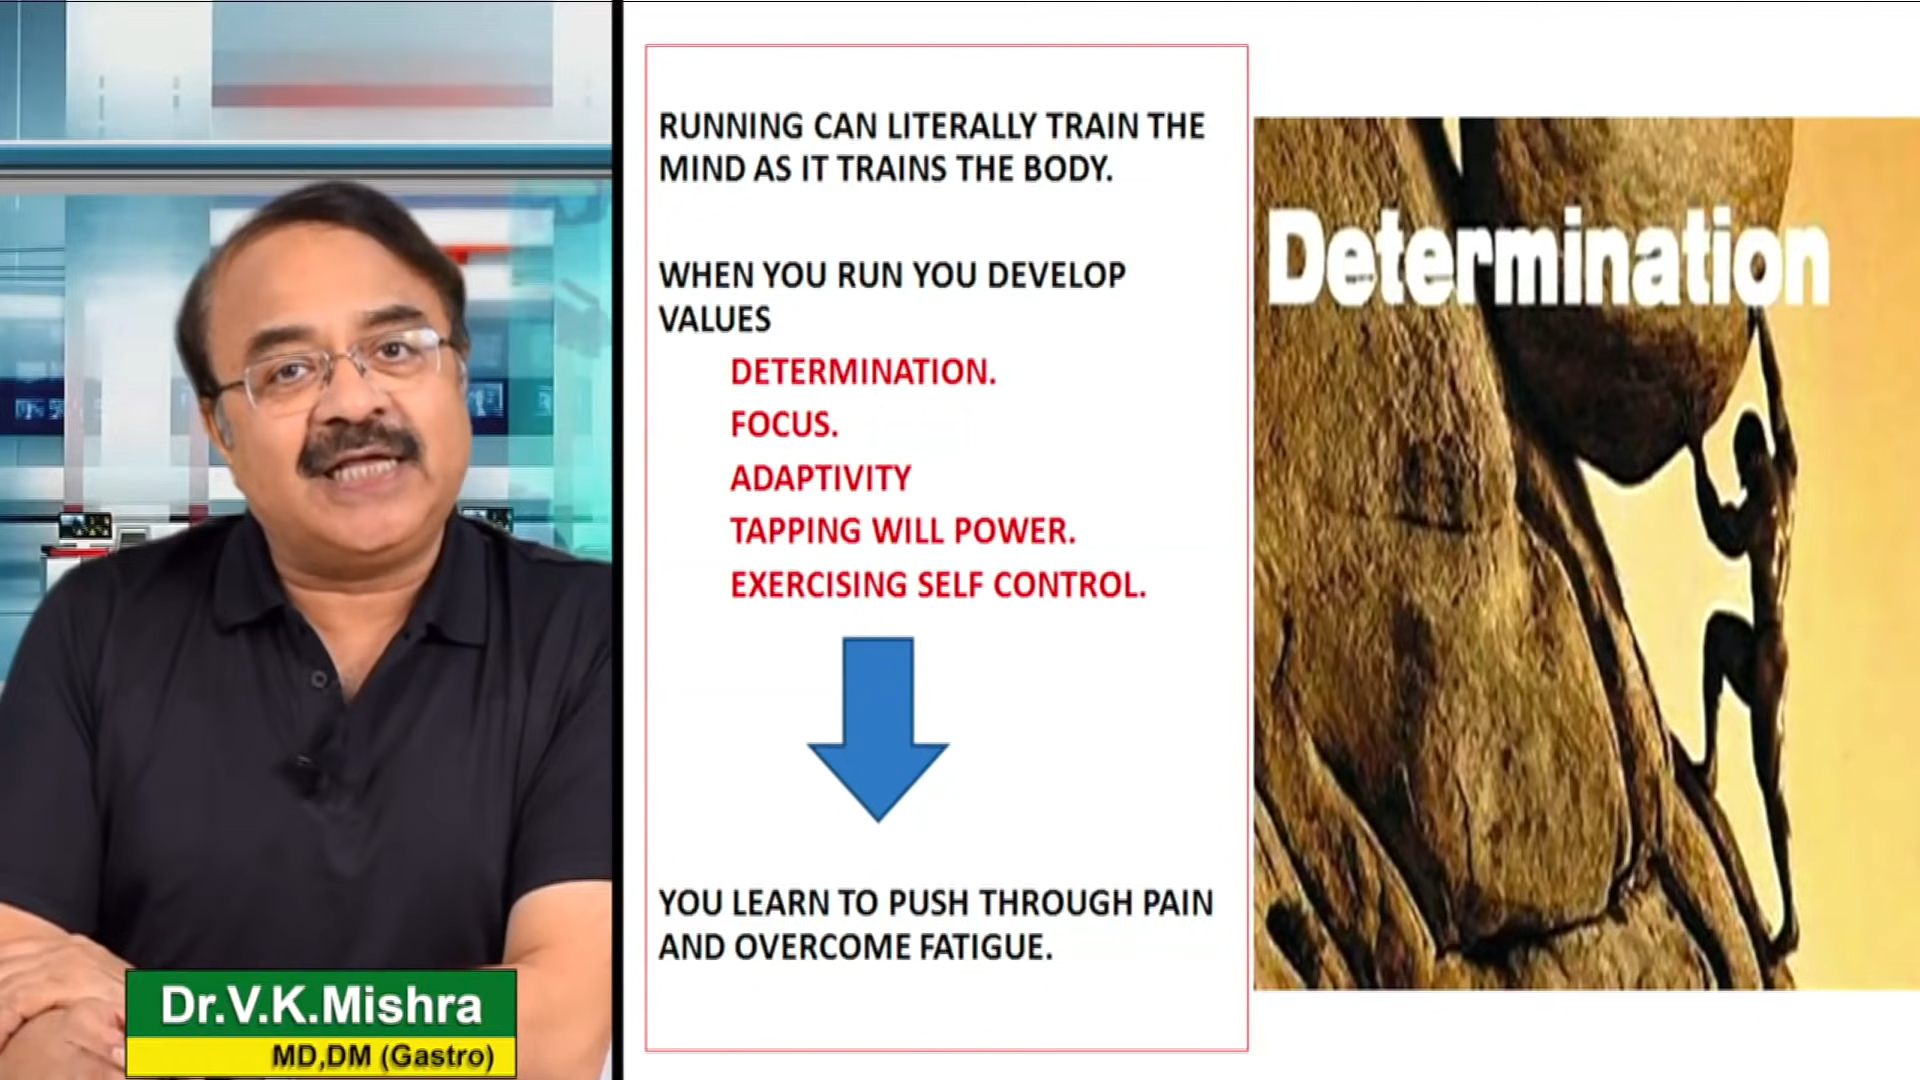 RUNNING CAN LITERALLY TRAIN THE
MIND AS IT TRAINS THE BODY.
WHEN YOU RUN YOU DEVELOP
VALUES
DETERMINATION.
FOCUS.
ADAPTIVITY
TAPPING WILL POWER.
EXERCISING SELF CONTROL.
YOU LEARN TO PUSH THROUGH PAIN
AND OVERCOME FATIGUE.
Determination
Dr.V.K.Mishra
MD,DM (Gastro)